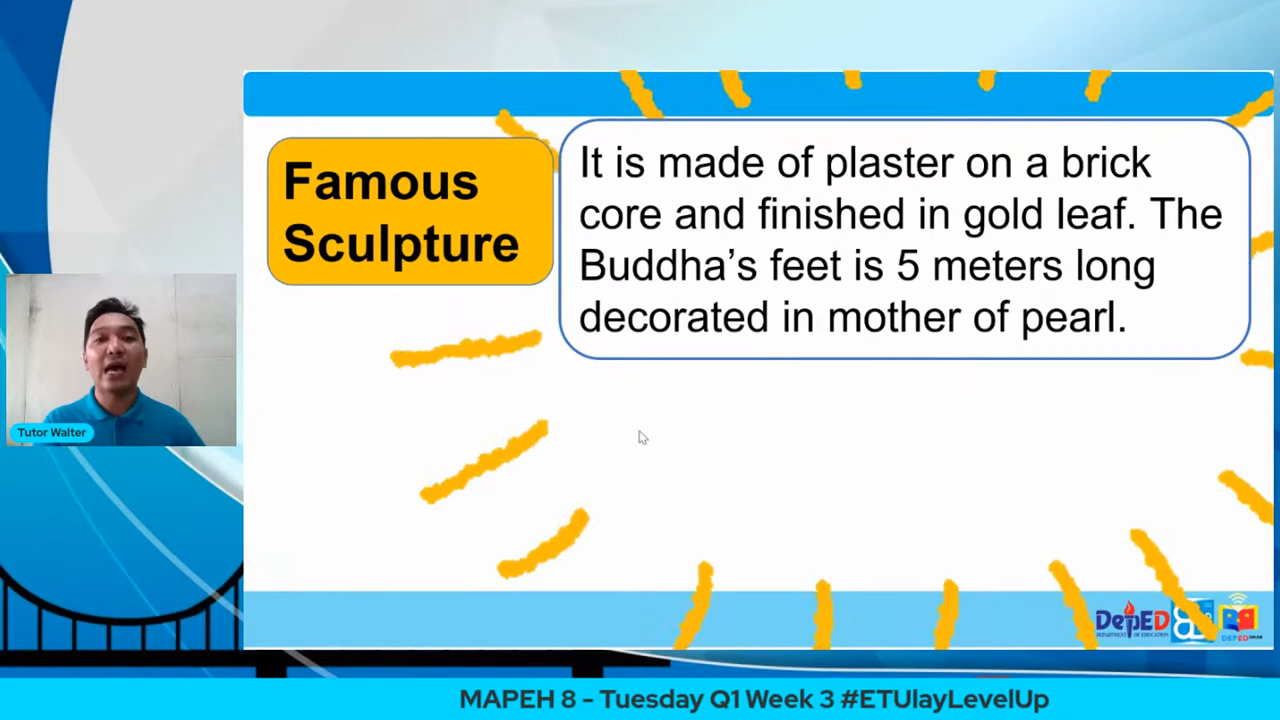 Famous
Sculpture
It is made of plaster on a brick
core and finished in gold leaf. The
Buddha’s feet is 5 meters long
decorated in mother of pearl.
Tutor Walter
DepED
DEPARTMENT OF EDUCATION
DEPED
MAPEH 8 - Tuesday Q1 Week 3 #ETUlayLevelUp